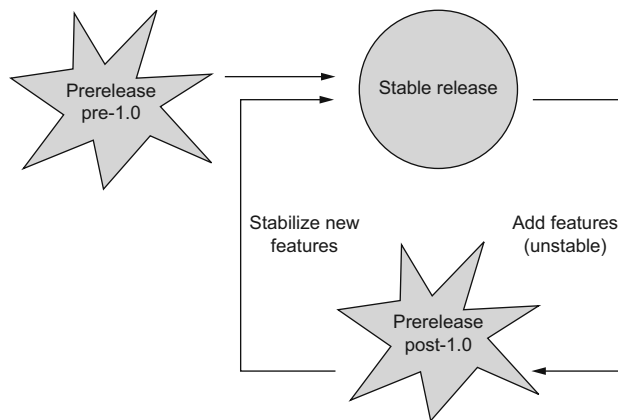 Prerelease
pre-1.0
Stable release
Stabilize new
features
Add features
(unstable)
Prerelease
post-1.0